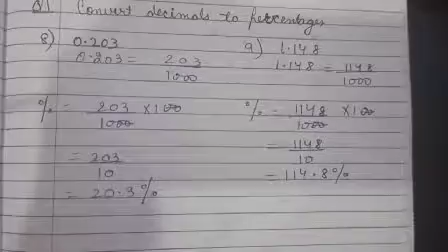 Q1 Convert decimals to percentages
8) 0.203
0.203 = 203/1000
% = 203/1000 × 100
= 203/10
= 20.3%
9) 1.148
1.148 = 1148/1000
% = 1148/1000 × 100
= 1148/10
= 114.8%